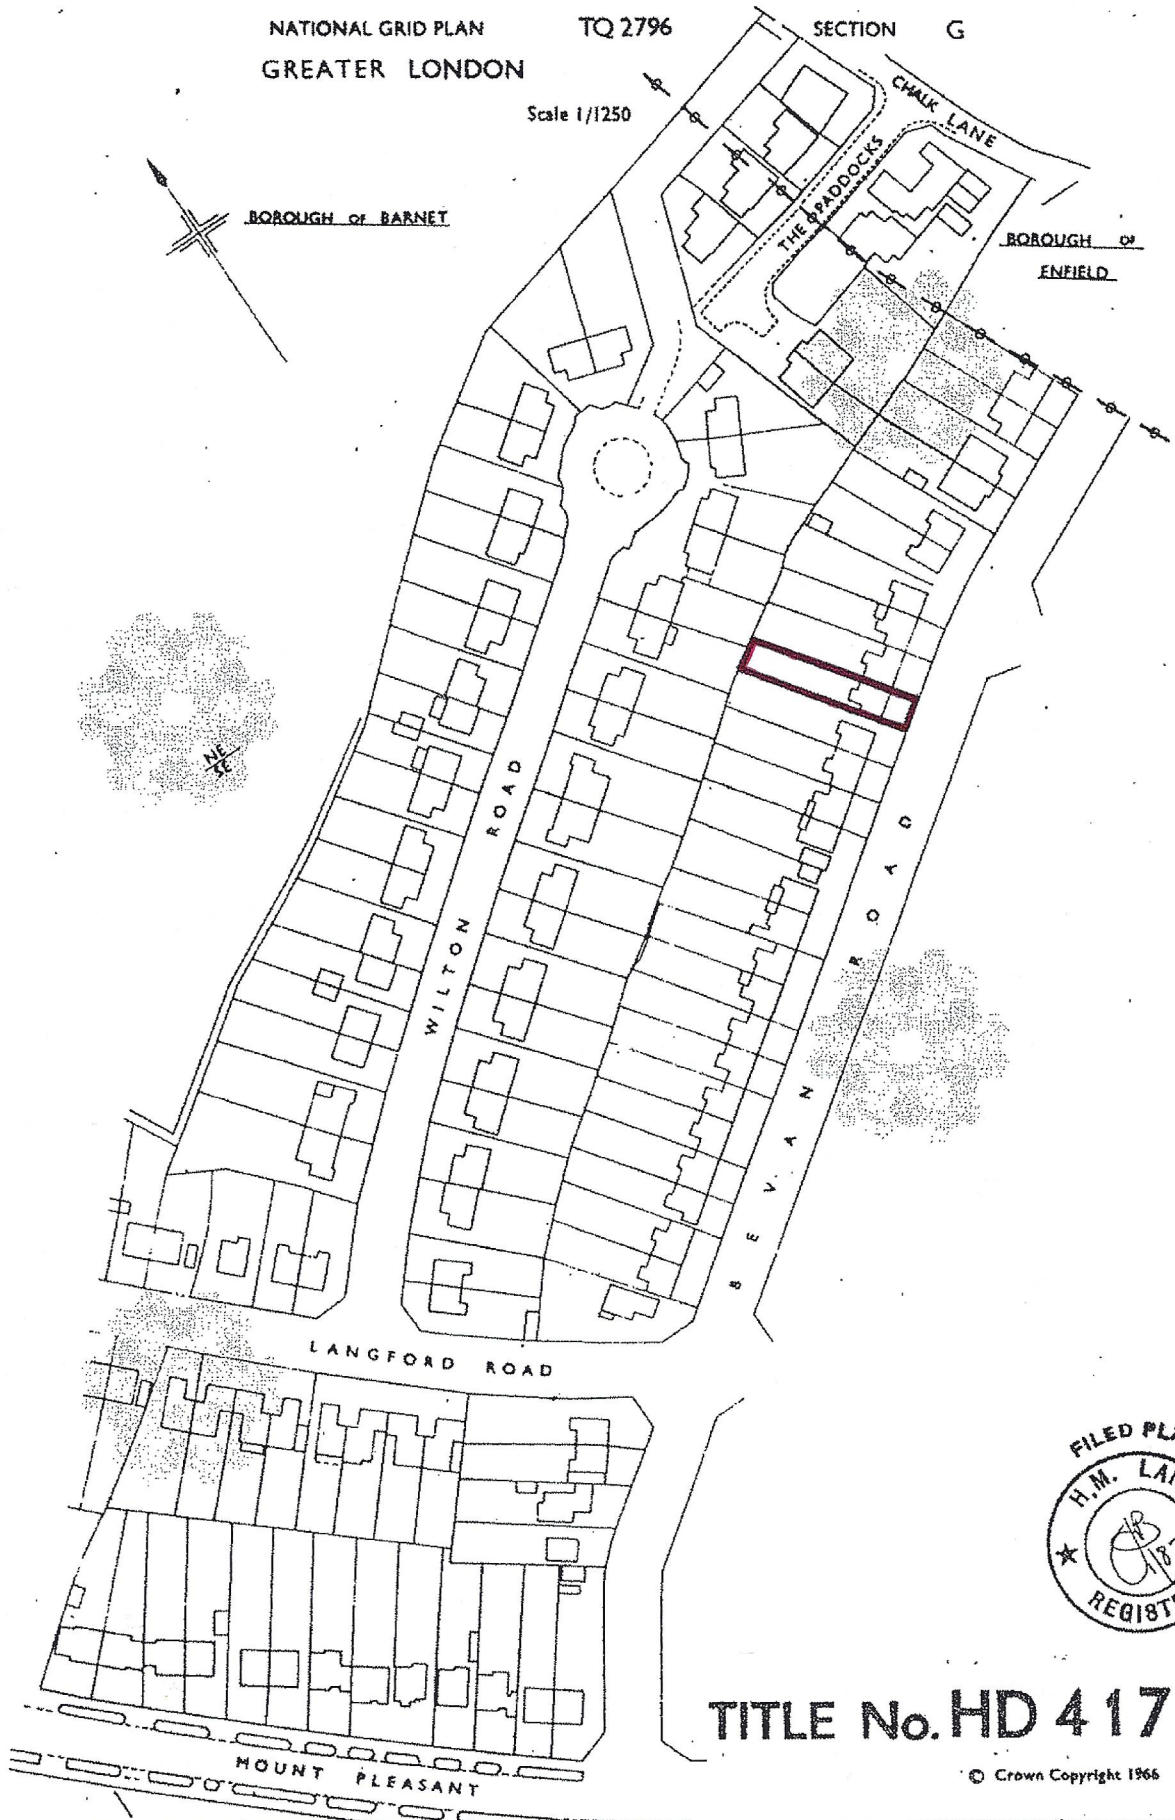 NATIONAL GRID PLAN TQ 2796 SECTION G
GREATER LONDON
Scale 1/1250
CHALK LANE
THE PADDOCKS
BOROUGH OF BARNET
BOROUGH OF
ENFIELD
NE
SE
WILTON ROAD
BEVAN ROAD
LANGFORD ROAD
MOUNT PLEASANT
FILED PLA
H.M. LAN
REGIST
TITLE No. HD 417
© Crown Copyright 1966